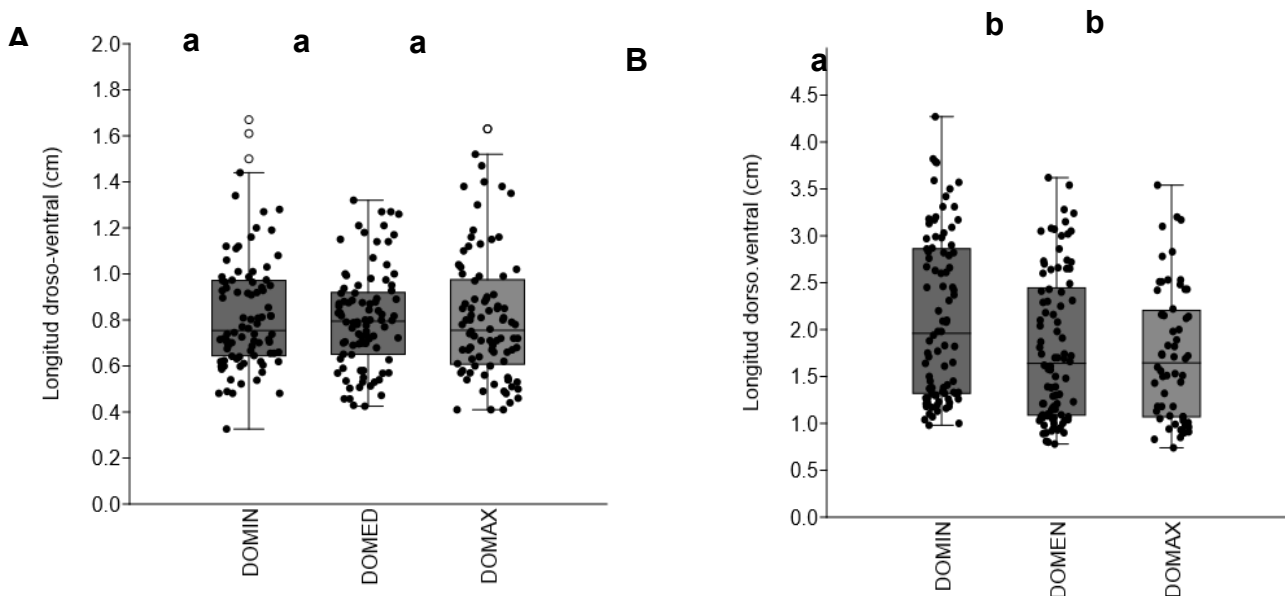 A
a a a
2.0
1.8
1.6
1.4
1.2
1.0
0.8
0.6
0.4
0.2
0.0
Longitud droso-ventral (cm)
DOMIN
DOMED
DOMAX
B
a
b b
4.5
4.0
3.5
3.0
2.5
2.0
1.5
1.0
0.5
0.0
Longitud dorso.ventral (cm)
DOMIN
DOMEN
DOMAX